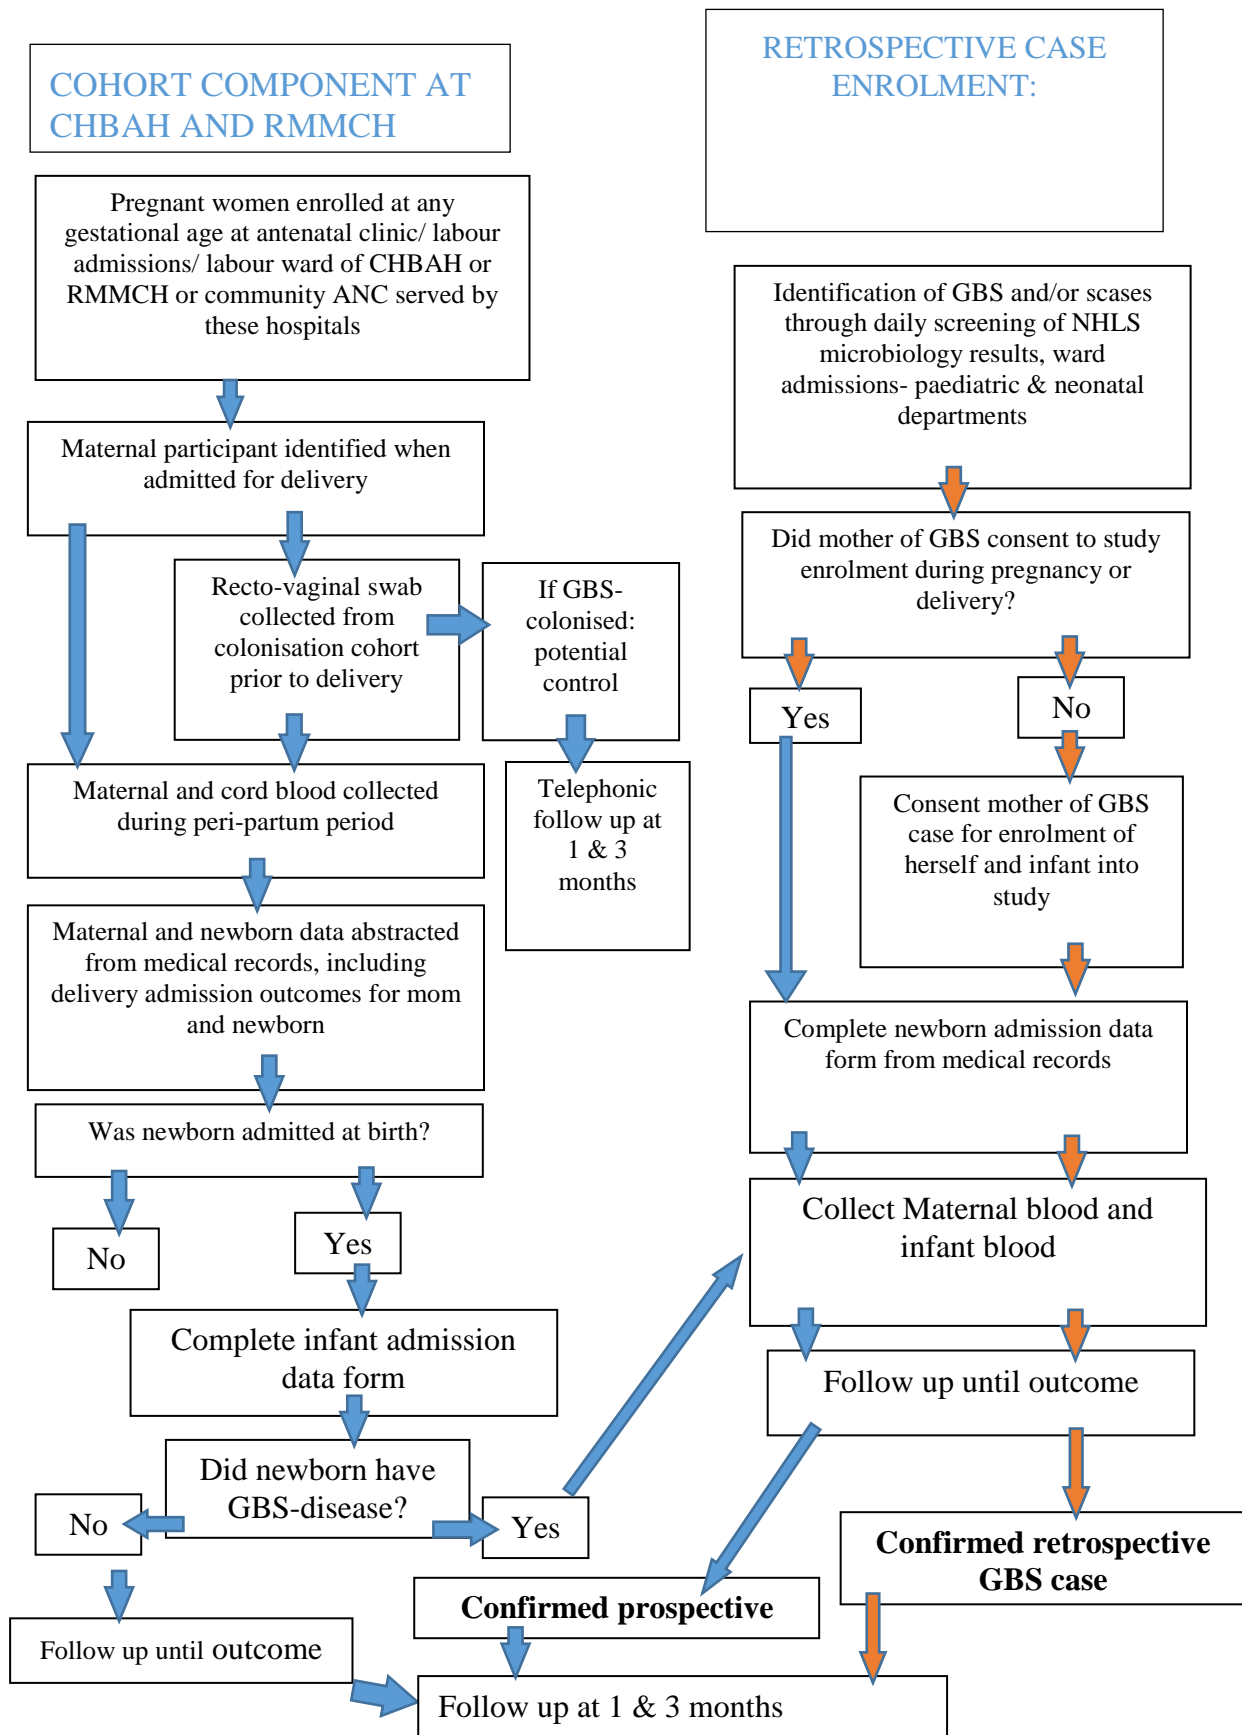 COHORT COMPONENT AT
CHBAH AND RMMCH
Pregnant women enrolled at any
gestational age at antenatal clinic/ labour
admissions/ labour ward of CHBAH or
RMMCH or community ANC served by
these hospitals
Maternal participant identified when
admitted for delivery
Recto-vaginal swab
collected from
colonisation cohort
prior to delivery
If GBS-
colonised:
potential
control
Telephonic
follow up at
1 & 3
months
Maternal and cord blood collected
during peri-partum period
Maternal and newborn data abstracted
from medical records, including
delivery admission outcomes for mom
and newborn
Was newborn admitted at birth?
No
Yes
Complete infant admission
data form
Did newborn have
GBS-disease?
No
Yes
Follow up until outcome
RETROSPECTIVE CASE
ENROLMENT:
Identification of GBS and/or scases
through daily screening of NHLS
microbiology results, ward
admissions- paediatric & neonatal
departments
Did mother of GBS consent to study
enrolment during pregnancy or
delivery?
Yes
No
Consent mother of GBS
case for enrolment of
herself and infant into
study
Complete newborn admission data
form from medical records
Collect Maternal blood and
infant blood
Follow up until outcome
Confirmed retrospective
GBS case
Confirmed prospective
Follow up at 1 & 3 months